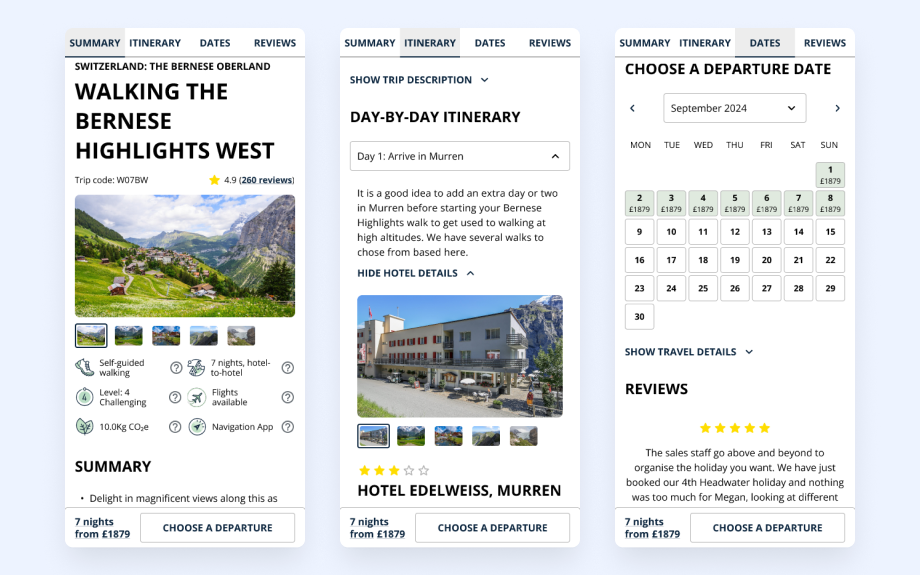 SUMMARY ITINERARY DATES REVIEWS
SWITZERLAND: THE BERNESE OBERLAND
WALKING THE
BERNESE
HIGHLIGHTS WEST
Trip code: W07BW
4.9 (260 reviews)
Self-guided
walking
7 nights, hotel-
to-hotel
4
Level: 4
Challenging
Flights
available
10.0Kg CO₂e
Navigation App
SUMMARY
• Delight in magnificent views along this as
7 nights
from £1879
CHOOSE A DEPARTURE
SUMMARY ITINERARY DATES REVIEWS
SHOW TRIP DESCRIPTION
DAY-BY-DAY ITINERARY
Day 1: Arrive in Murren
It is a good idea to add an extra day or two
in Murren before starting your Bernese
Highlights walk to get used to walking at
high altitudes. We have several walks to
chose from based here.
HIDE HOTEL DETAILS
HOTEL EDELWEISS, MURREN
7 nights
from £1879
CHOOSE A DEPARTURE
SUMMARY ITINERARY DATES REVIEWS
CHOOSE A DEPARTURE DATE
September 2024
MON TUE WED THU FRI SAT SUN
1
£1879
2 3 4 5 6 7 8
£1879 £1879 £1879 £1879 £1879 £1879 £1879
9 10 11 12 13 14 15
16 17 18 19 20 21 22
23 24 25 26 27 28 29
30
SHOW TRAVEL DETAILS
REVIEWS
The sales staff go above and beyond to
organise the holiday you want. We have just
booked our 4th Headwater holiday and nothing
was too much for Megan, looking at different
7 nights
from £1879
CHOOSE A DEPARTURE